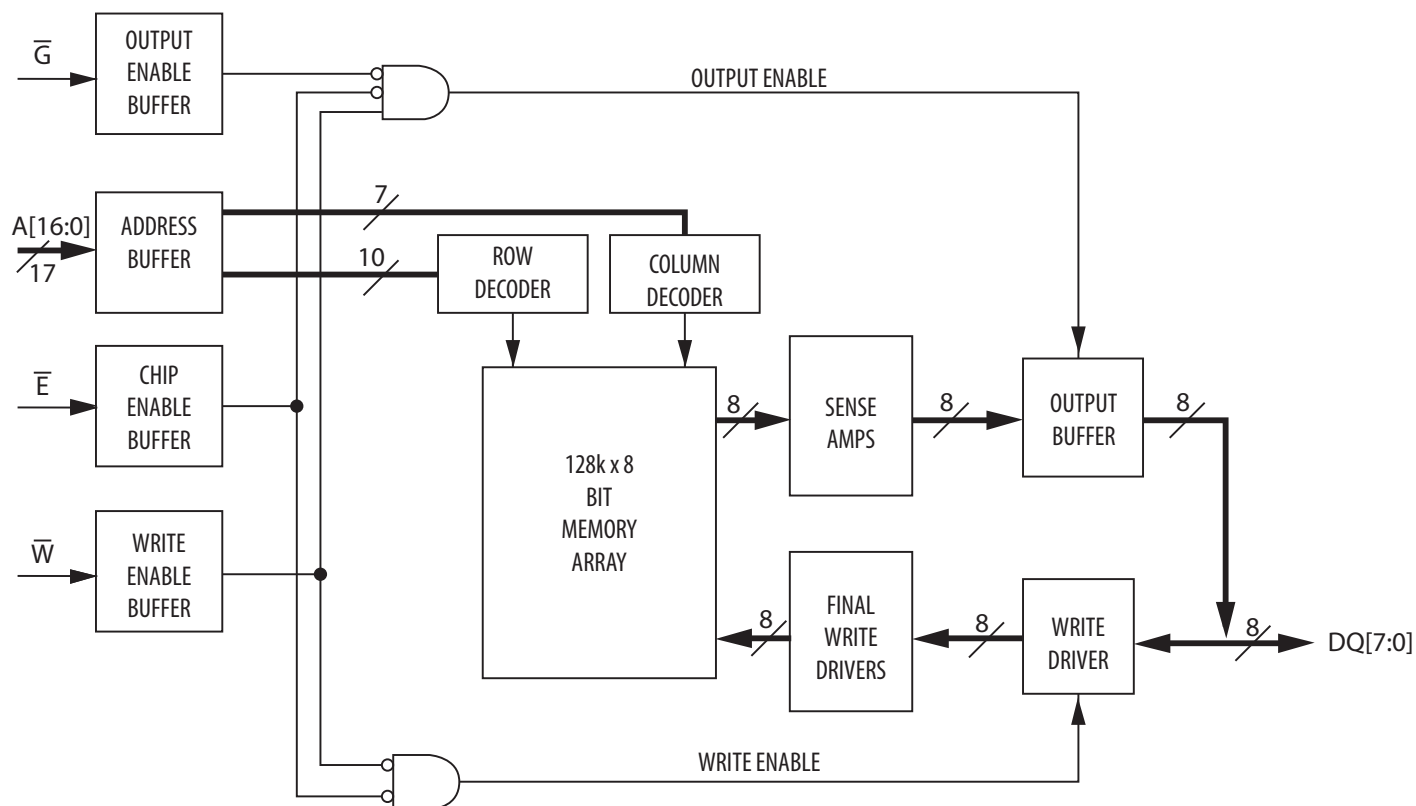 G̅
OUTPUT
ENABLE
BUFFER
OUTPUT ENABLE
A[16:0]
17
ADDRESS
BUFFER
7
10
ROW
DECODER
COLUMN
DECODER
E̅
CHIP
ENABLE
BUFFER
128k x 8
BIT
MEMORY
ARRAY
8
SENSE
AMPS
8
OUTPUT
BUFFER
8
W̅
WRITE
ENABLE
BUFFER
8
FINAL
WRITE
DRIVERS
8
WRITE
DRIVER
8
DQ[7:0]
WRITE ENABLE